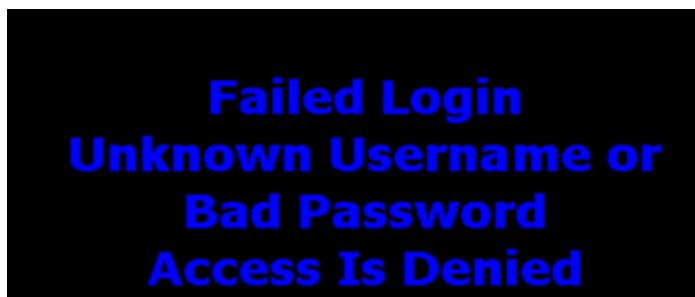 Failed Login
Unknown Username or
Bad Password
Access Is Denied